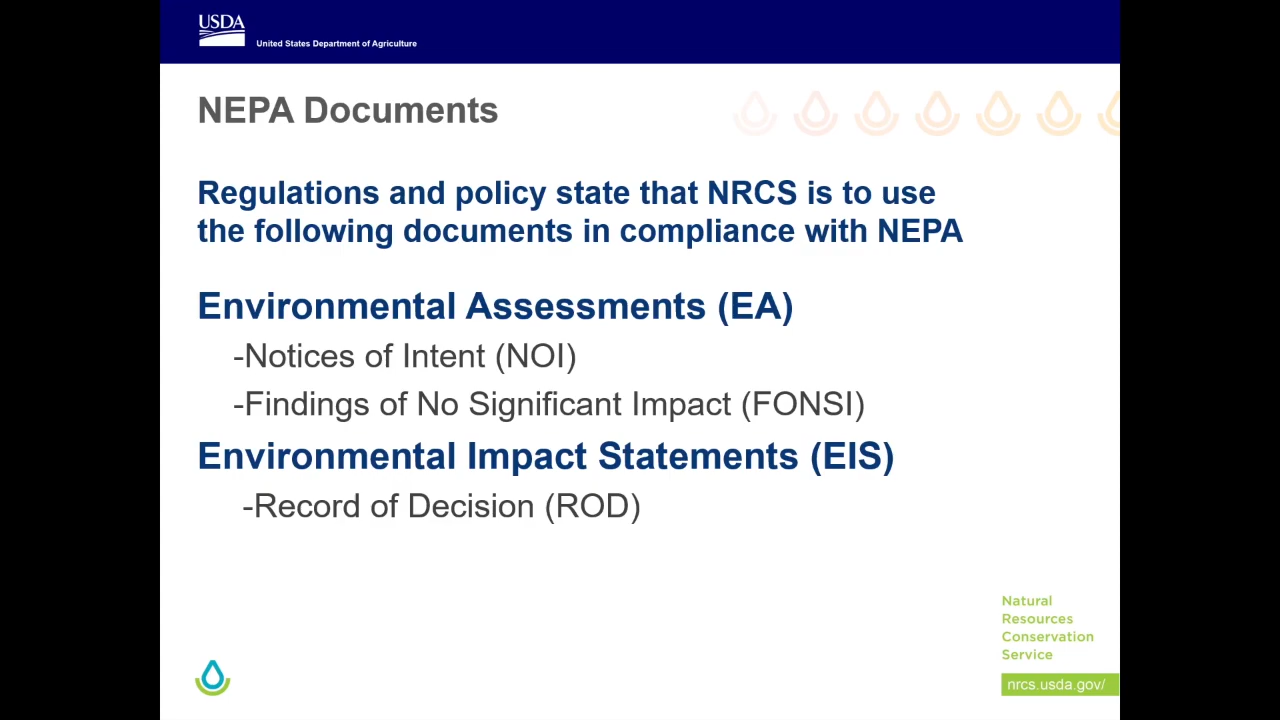 USDA
United States Department of Agriculture
NEPA Documents
Regulations and policy state that NRCS is to use
the following documents in compliance with NEPA
Environmental Assessments (EA)
-Notices of Intent (NOI)
-Findings of No Significant Impact (FONSI)
Environmental Impact Statements (EIS)
-Record of Decision (ROD)
Natural
Resources
Conservation
Service
nrcs.usda.gov/